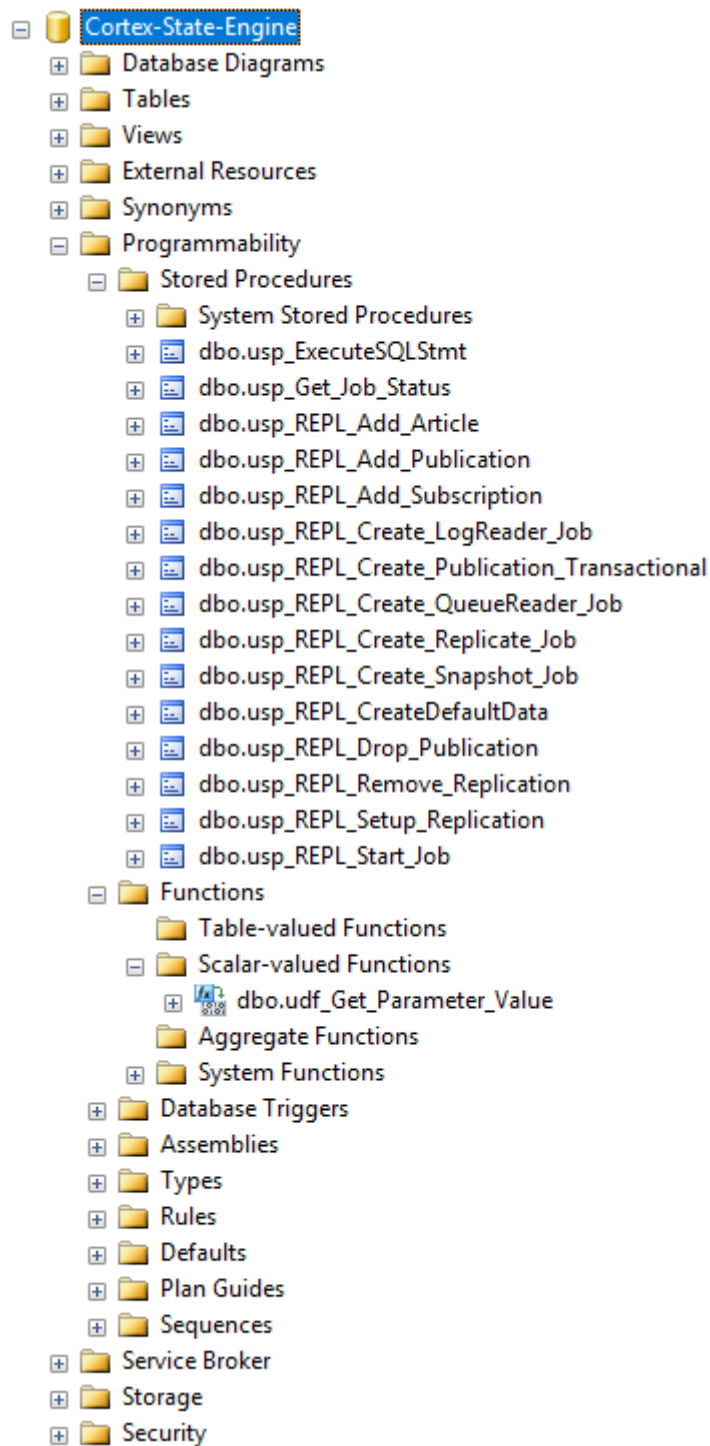 Cortex-State-Engine
Database Diagrams
Tables
Views
External Resources
Synonyms
Programmability
Stored Procedures
System Stored Procedures
dbo.usp_ExecuteSQLStmt
dbo.usp_Get_Job_Status
dbo.usp_REPL_Add_Article
dbo.usp_REPL_Add_Publication
dbo.usp_REPL_Add_Subscription
dbo.usp_REPL_Create_LogReader_Job
dbo.usp_REPL_Create_Publication_Transactional
dbo.usp_REPL_Create_QueueReader_Job
dbo.usp_REPL_Create_Replicate_Job
dbo.usp_REPL_Create_Snapshot_Job
dbo.usp_REPL_CreateDefaultData
dbo.usp_REPL_Drop_Publication
dbo.usp_REPL_Remove_Replication
dbo.usp_REPL_Setup_Replication
dbo.usp_REPL_Start_Job
Functions
Table-valued Functions
Scalar-valued Functions
dbo.udf_Get_Parameter_Value
Aggregate Functions
System Functions
Database Triggers
Assemblies
Types
Rules
Defaults
Plan Guides
Sequences
Service Broker
Storage
Security